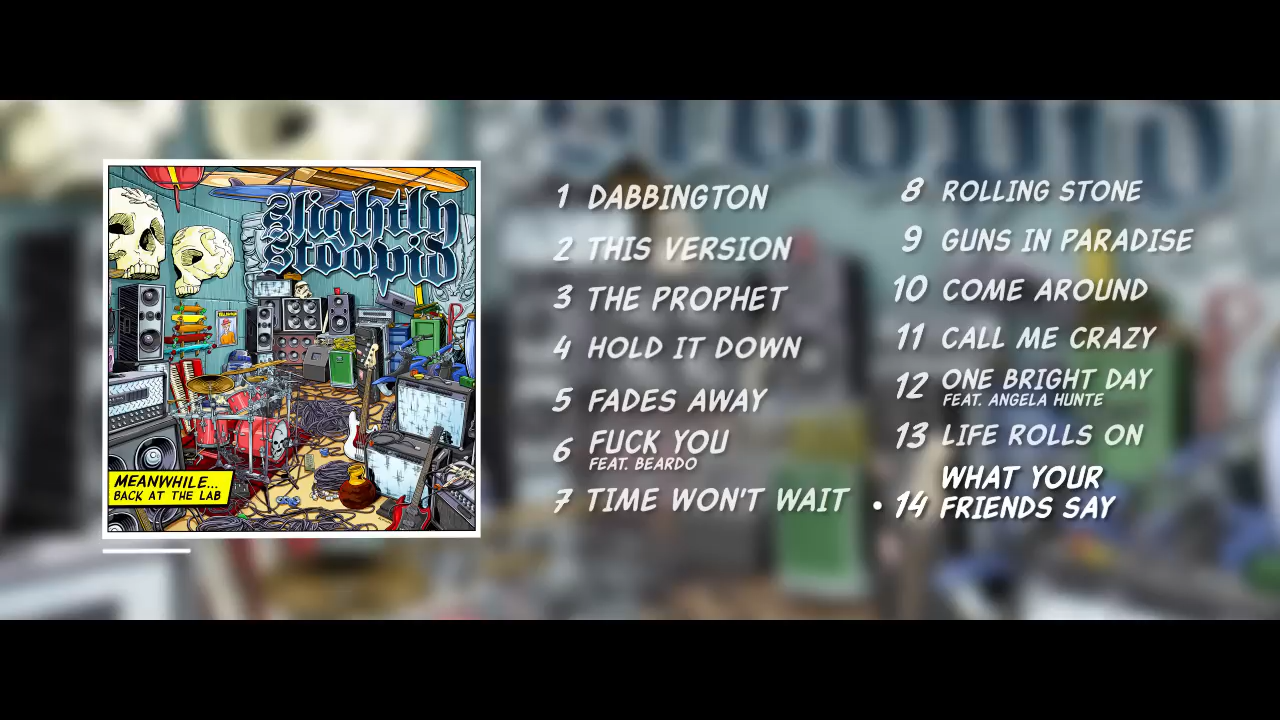 slightly
stoopid
MEANWHILE...
BACK AT THE LAB
1 DABBINGTON
2 THIS VERSION
3 THE PROPHET
4 HOLD IT DOWN
5 FADES AWAY
6 FUCK YOU
FEAT. BEARDO
7 TIME WON'T WAIT
8 ROLLING STONE
9 GUNS IN PARADISE
10 COME AROUND
11 CALL ME CRAZY
12 ONE BRIGHT DAY
FEAT. ANGELA HUNTE
13 LIFE ROLLS ON
WHAT YOUR
• 14 FRIENDS SAY